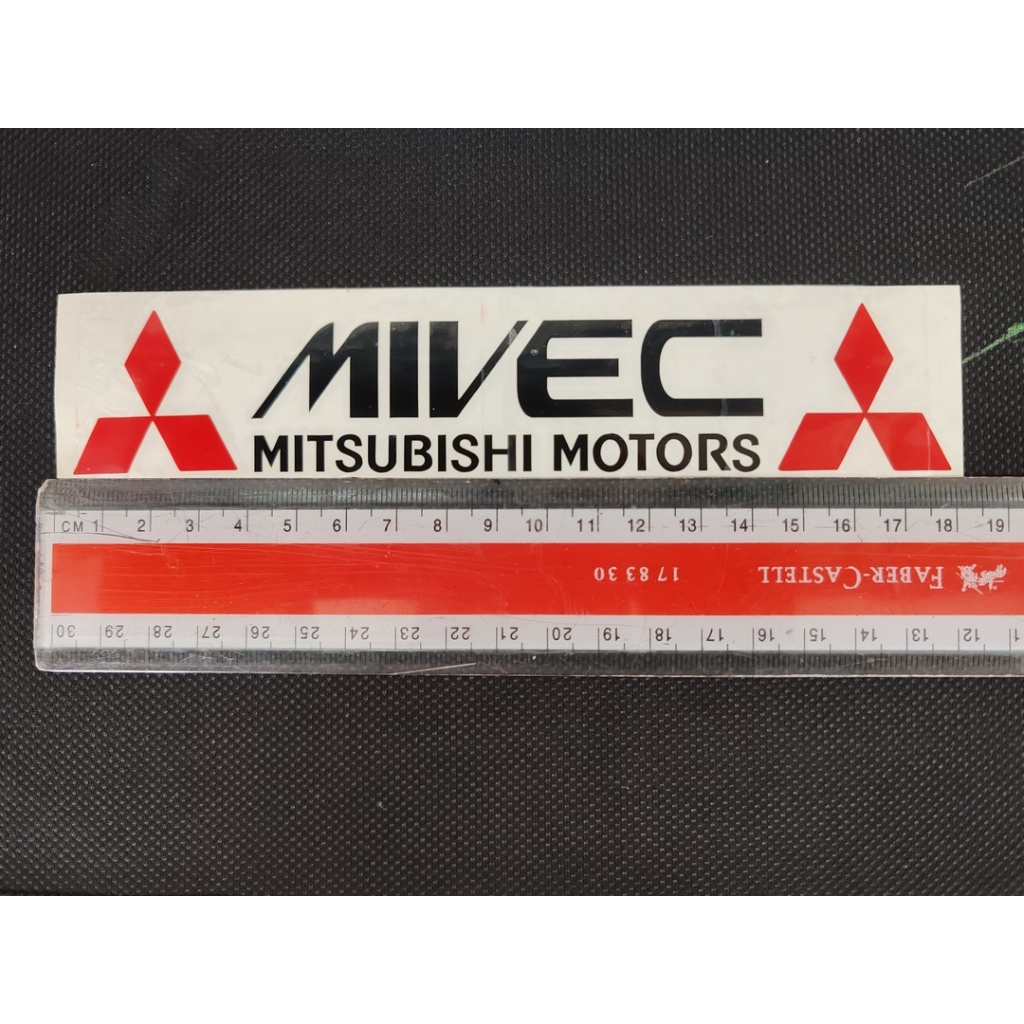 MIVEC
MITSUBISHI MOTORS
CM 1 2 3 4 5 6 7 8 9 10 11 12 13 14 15 16 17 18 19
FABER-CASTELL 17 83 30
30 29 28 27 26 25 24 23 22 21 20 19 18 17 16 15 14 13 12